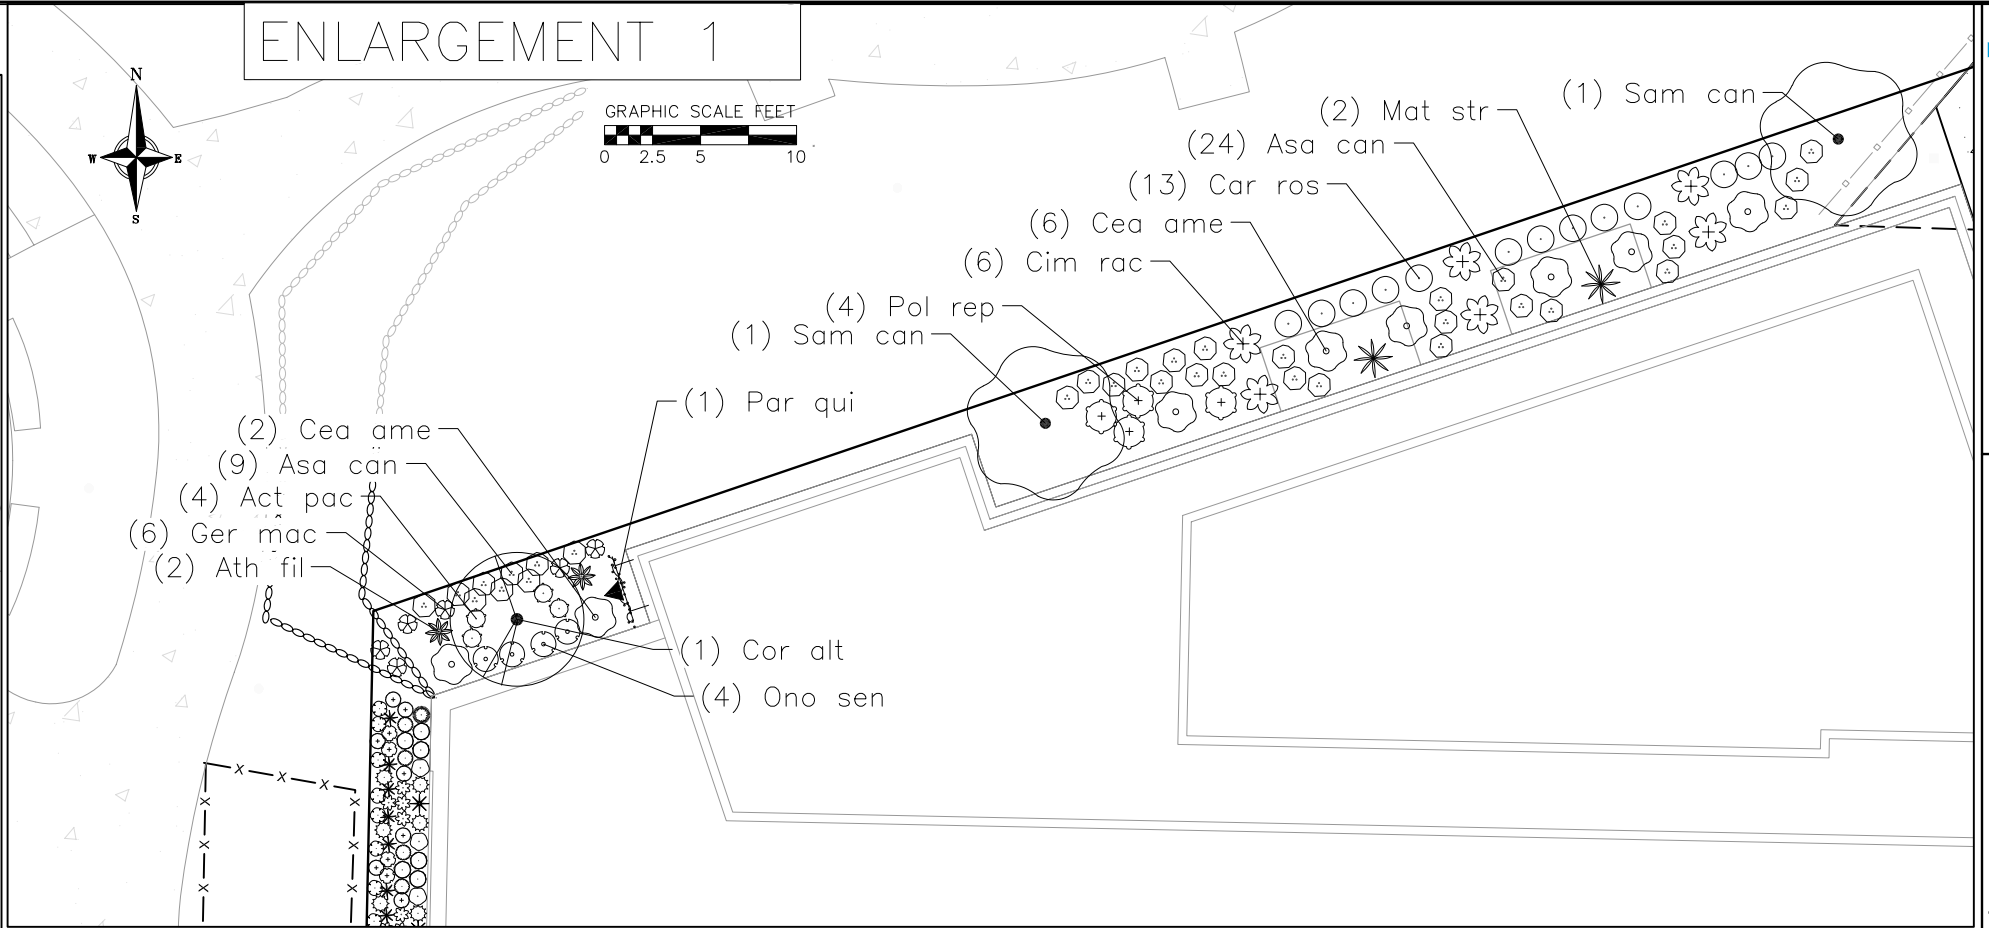 ENLARGEMENT 1
N
W E
S
GRAPHIC SCALE FEET
0 2.5 5 10
(1) Sam can
(2) Mat str
(24) Asa can
(13) Car ros
(6) Cea ame
(6) Cim rac
(4) Pol rep
(1) Sam can
(1) Par qui
(2) Cea ame
(9) Asa can
(4) Act pac
(6) Ger mac
(2) Ath fil
(1) Cor alt
(4) Ono sen
X X X
X X
X X
X X